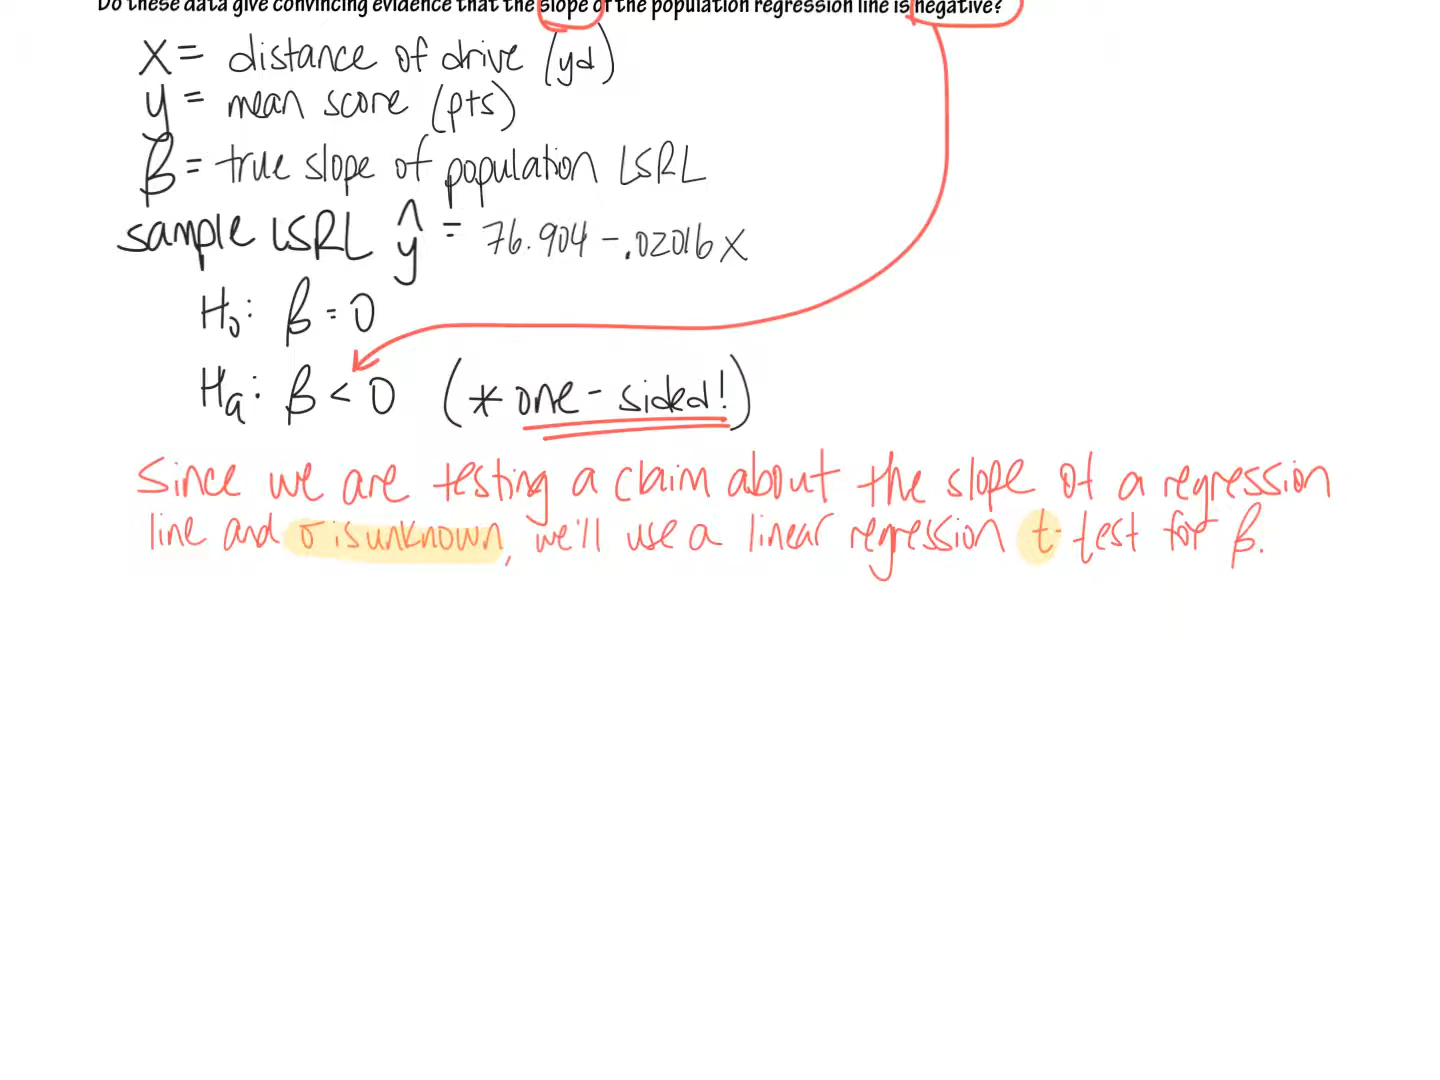 Do these data give convincing evidence that the slope of the population regression line is negative?
X = distance of drive (yd)
y = mean score (pts)
β = true slope of population LSRL
sample LSRL ŷ = 76.904 - .02016x
H₀: β = 0
Hₐ: β < 0 (* one-sided!)
Since we are testing a claim about the slope of a regression
line and σ is unknown, we'll use a linear regression t-test for β.